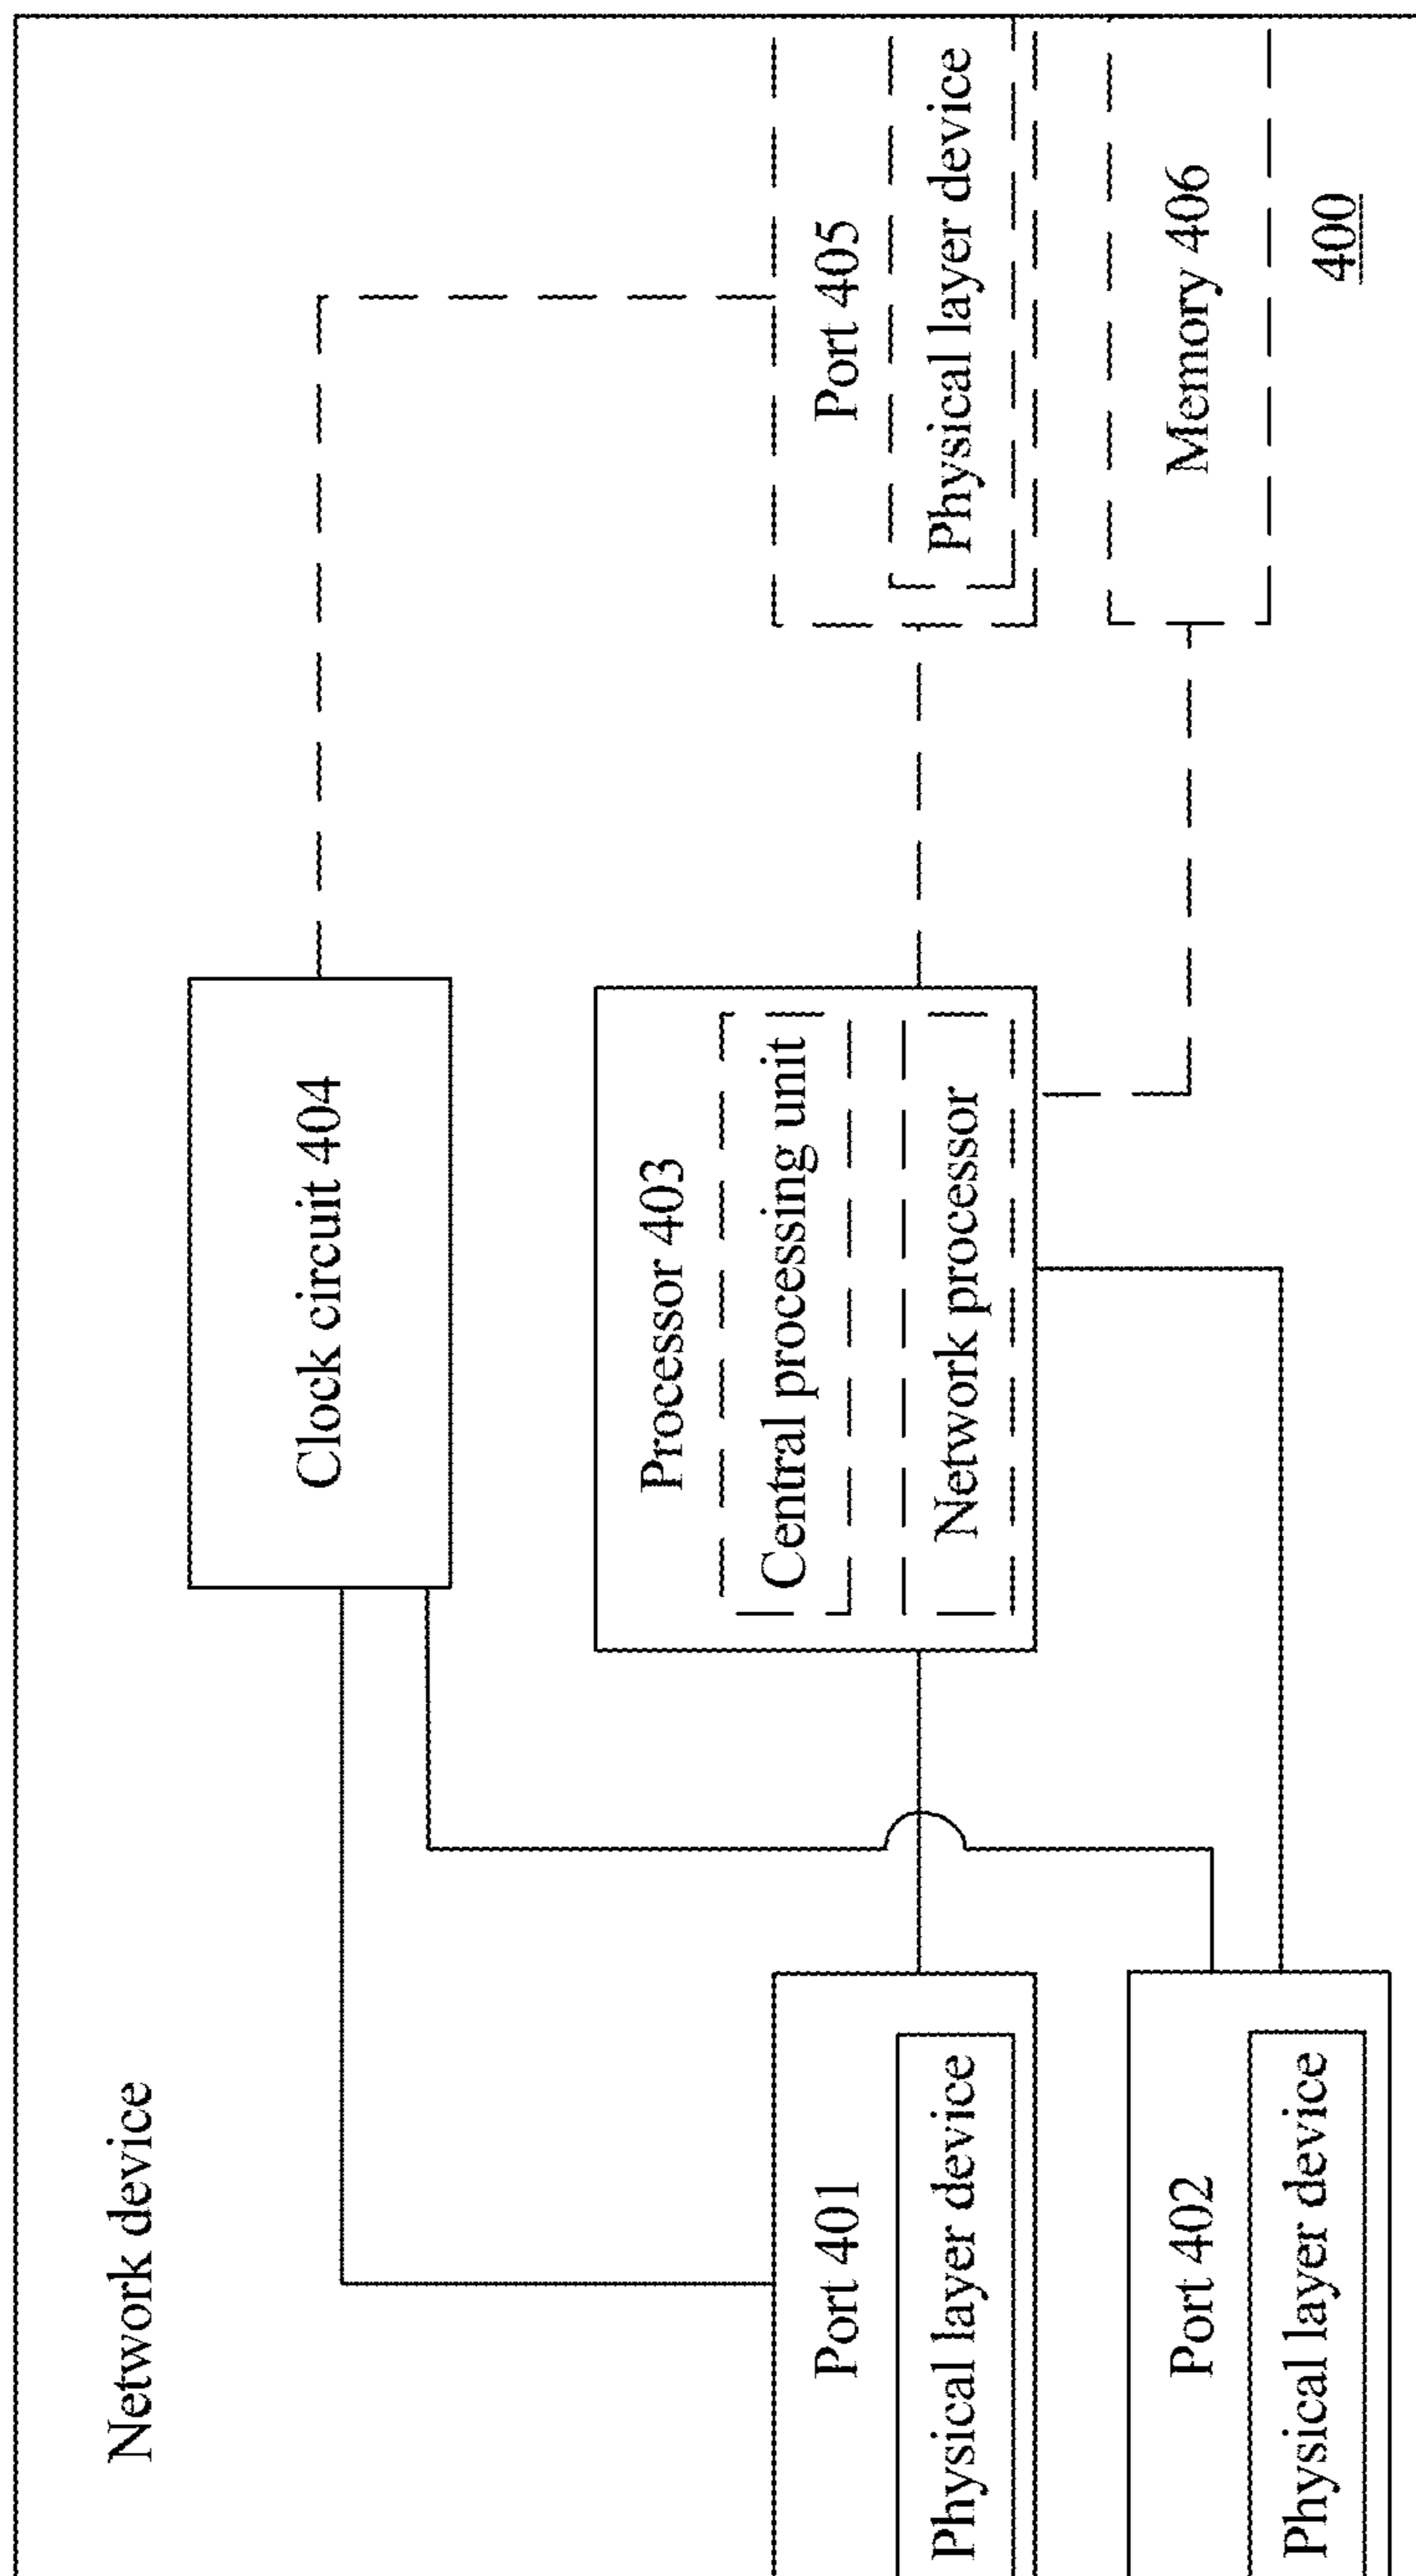 Network device
Clock circuit 404
Port 401
Physical layer device
Processor 403
Central processing unit
Network processor
Port 405
Physical layer device
Port 402
Physical layer device
Memory 406
400